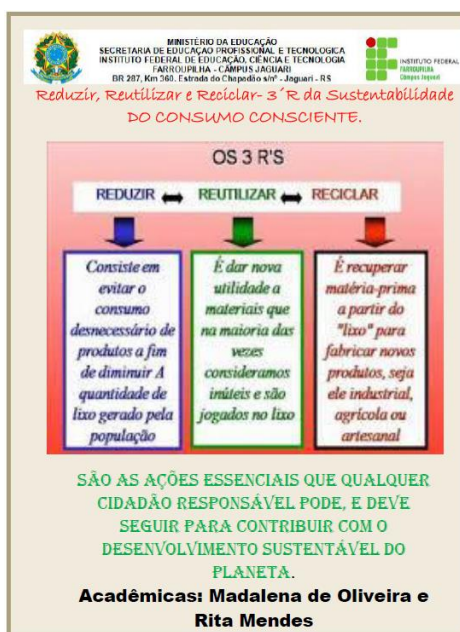 MINISTÉRIO DA EDUCAÇÃO
SECRETARIA DE EDUCAÇÃO PROFISSIONAL E TECNOLOGICA
INSTITUTO FEDERAL DE EDUCAÇÃO, CIÊNCIA E TECNOLOGIA
FARROUPILHA - CÂMPUS JAGUARI
BR 287, Km 360. Estrada do Chapadão s/nº - Jaguari - RS
INSTITUTO FEDERAL
FARROUPILHA
Câmpus Jaguari
Reduzir, Reutilizar e Reciclar- 3´R da Sustentabilidade
DO CONSUMO CONSCIENTE.
OS 3 R'S
REDUZIR
REUTILIZAR
RECICLAR
Consiste em
evitar o
consumo
desnecessário de
produtos a fim
de diminuir A
quantidade de
lixo gerado pela
população
É dar nova
utilidade a
materiais que
na maioria das
vezes
consideramos
inúteis e são
jogados no lixo
É recuperar
matéria-prima
a partir do
"lixo" para
fabricar novos
produtos, seja
ele industrial,
agrícola ou
artesanal
SÃO AS AÇÕES ESSENCIAIS QUE QUALQUER
CIDADÃO RESPONSÁVEL PODE, E DEVE
SEGUIR PARA CONTRIBUIR COM O
DESENVOLVIMENTO SUSTENTÁVEL DO
PLANETA.
Acadêmicas: Madalena de Oliveira e
Rita Mendes